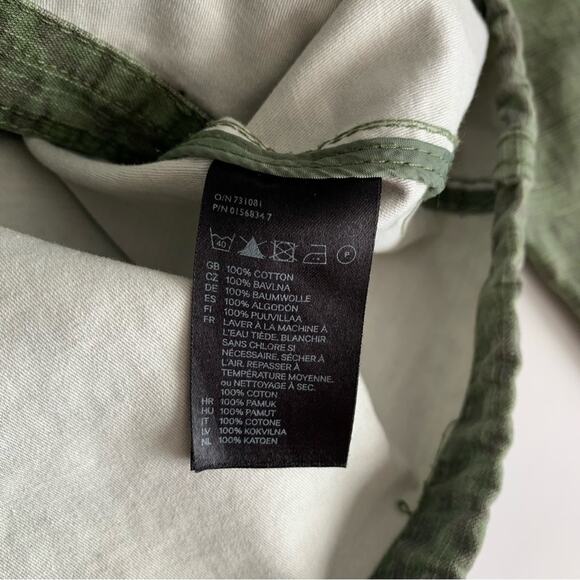 O/N 731081
P/N 0156834 7
40 P
GB 100% COTTON
CZ 100% BAVLNA
DE 100% BAUMWOLLE
ES 100% ALGODÓN
FI 100% PUUVILLAA
FR LAVER À LA MACHINE À
L'EAU TIÈDE. BLANCHIR
SANS CHLORE SI
NÉCESSAIRE. SÉCHER À
L'AIR. REPASSER À
TEMPÉRATURE MOYENNE.
ou NETTOYAGE À SEC.
100% COTON
HR 100% PAMUK
HU 100% PAMUT
IT 100% COTONE
LV 100% KOKVILNA
NL 100% KATOEN